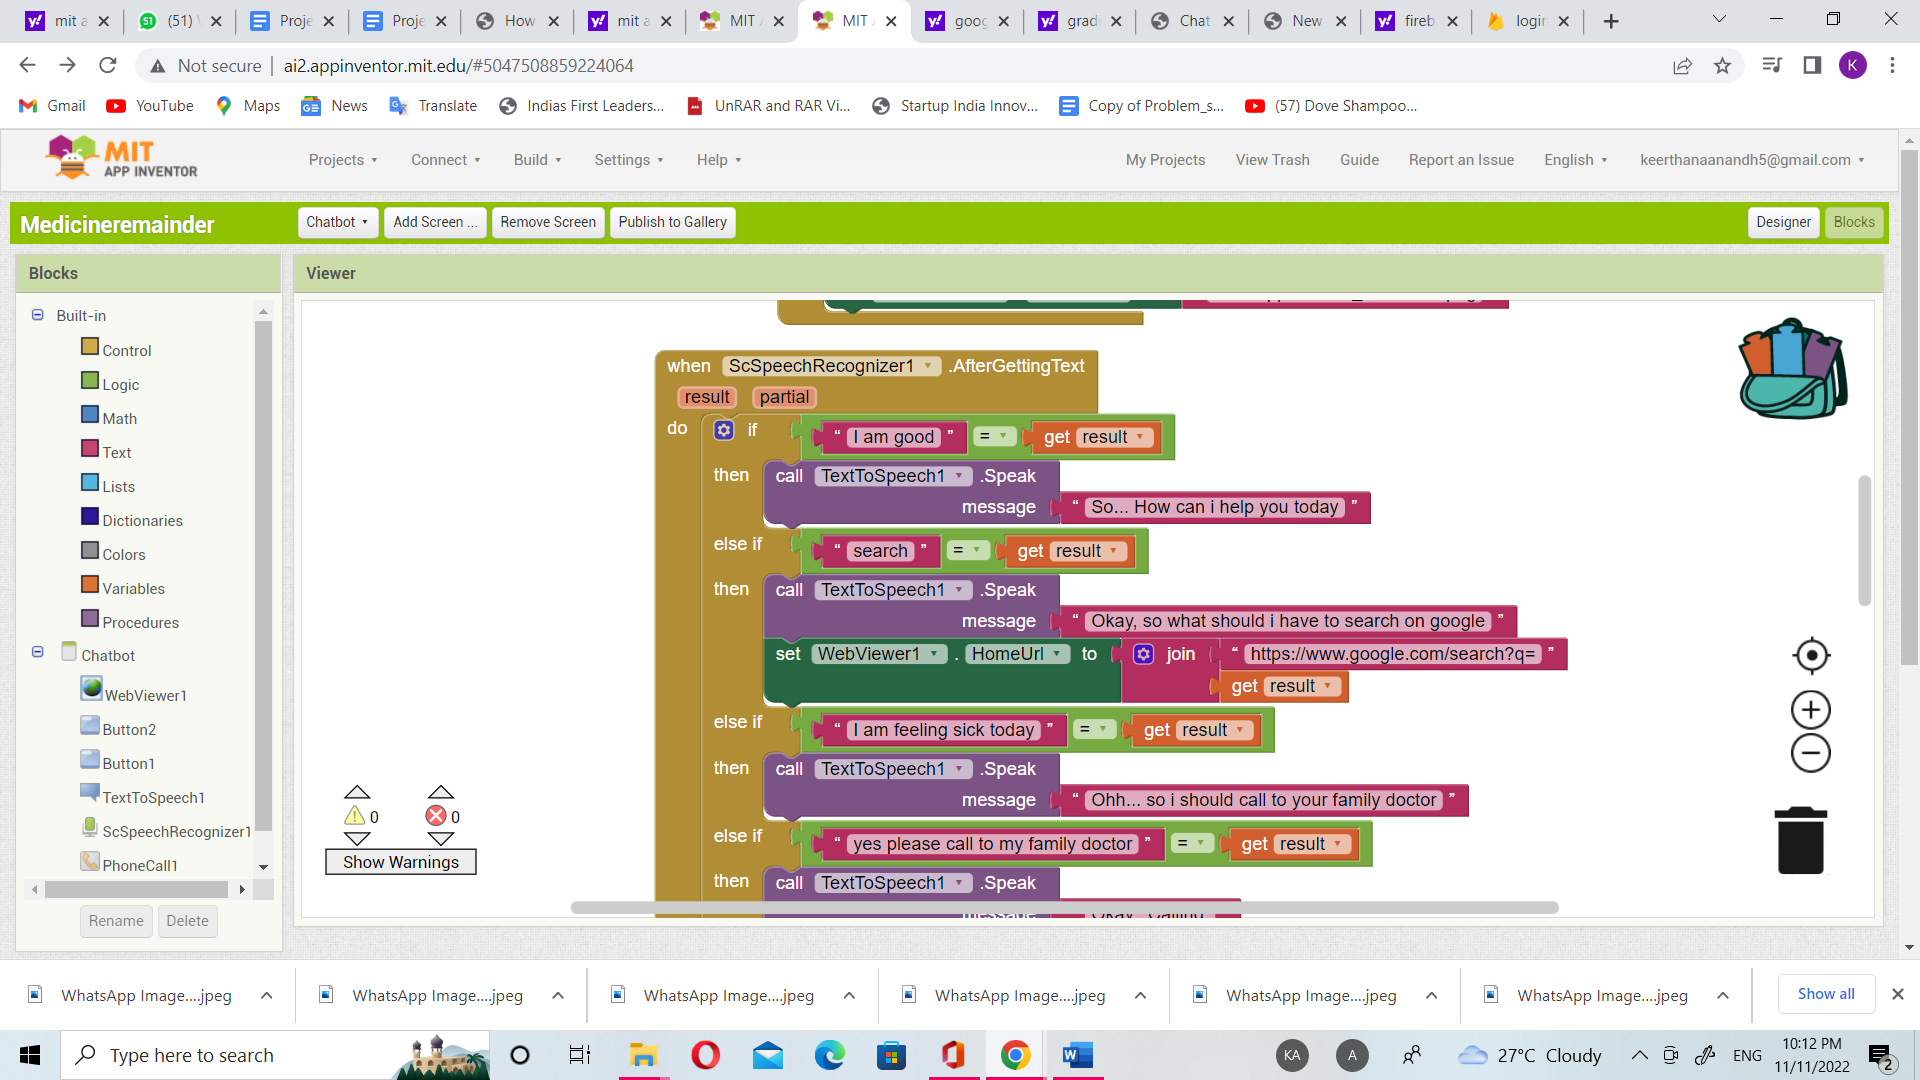 mit a
(51)
Proje
Proje
How
mit a
MIT
MIT
goog
gradi
Chat
New
fireb
login
Not secure | ai2.appinventor.mit.edu/#5047508859224064
K
Gmail YouTube Maps News Translate Indias First Leaders... UnRAR and RAR Vi... Startup India Innov... Copy of Problem_s... (57) Dove Shampoo...
MIT
APP INVENTOR
Projects Connect Build Settings Help My Projects View Trash Guide Report an Issue English keerthanaanandh5@gmail.com
Medicineremainder Chatbot Add Screen ... Remove Screen Publish to Gallery Designer Blocks
Blocks
Viewer
Built-in
Control
Logic
Math
Text
Lists
Dictionaries
Colors
Variables
Procedures
Chatbot
WebViewer1
Button2
Button1
TextToSpeech1
ScSpeechRecognizer1
PhoneCall1
Rename Delete
when ScSpeechRecognizer1 .AfterGettingText
result partial
do if “ I am good ” = get result
then call TextToSpeech1 .Speak
message “ So... How can i help you today ”
else if “ search ” = get result
then call TextToSpeech1 .Speak
message “ Okay, so what should i have to search on google ”
set WebViewer1 . HomeUrl to join “ https://www.google.com/search?q= ”
get result
else if “ I am feeling sick today ” = get result
then call TextToSpeech1 .Speak
message “ Ohh... so i should call to your family doctor ”
else if “ yes please call to my family doctor ” = get result
then call TextToSpeech1 .Speak
message
0 0
Show Warnings
WhatsApp Image....jpeg WhatsApp Image....jpeg WhatsApp Image....jpeg WhatsApp Image....jpeg WhatsApp Image....jpeg WhatsApp Image....jpeg Show all
Type here to search
KA A 27°C Cloudy ENG
10:12 PM
11/11/2022
2